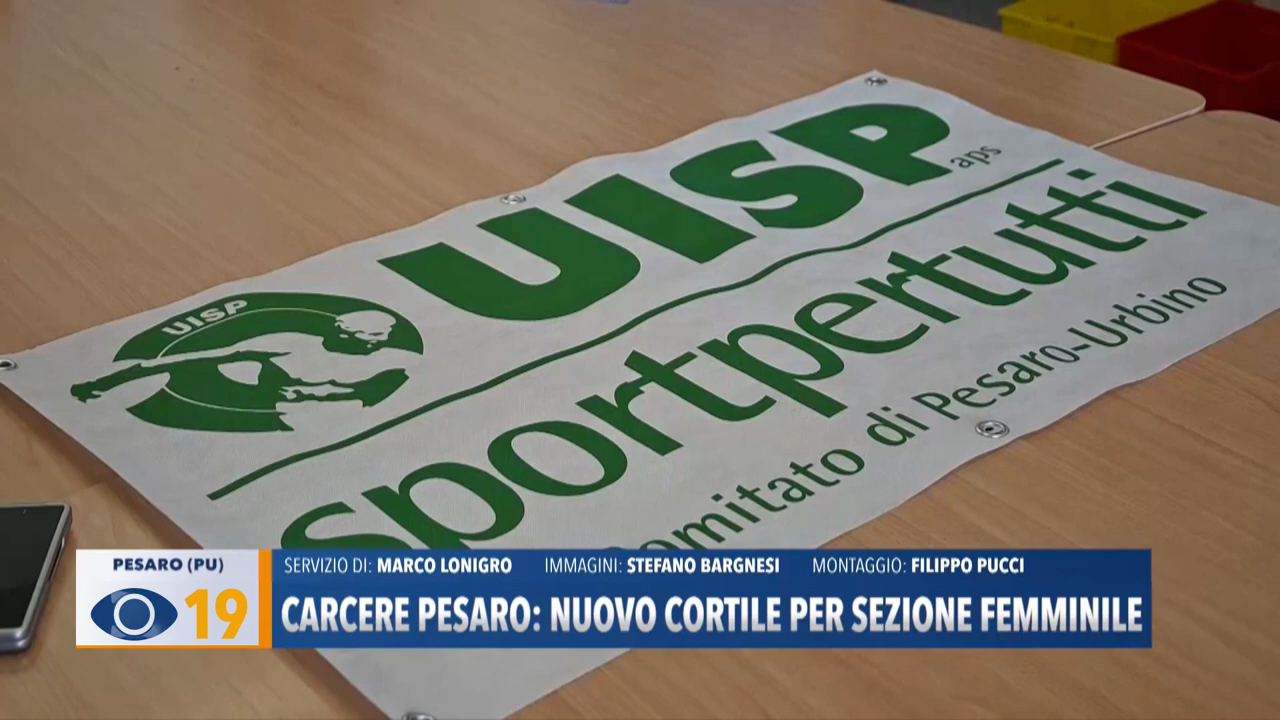 UISP aps
UISP
sportpertutti
comitato di Pesaro-Urbino
PESARO (PU)
19
SERVIZIO DI: MARCO LONIGRO IMMAGINI: STEFANO BARGNESI MONTAGGIO: FILIPPO PUCCI
CARCERE PESARO: NUOVO CORTILE PER SEZIONE FEMMINILE